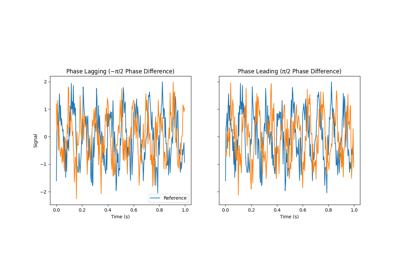 Phase Lagging (−π/2 Phase Difference)
Phase Leading (π/2 Phase Difference)
2
1
0
−1
−2
Signal
Reference
0.0 0.2 0.4 0.6 0.8 1.0
0.0 0.2 0.4 0.6 0.8 1.0
Time (s)
Time (s)